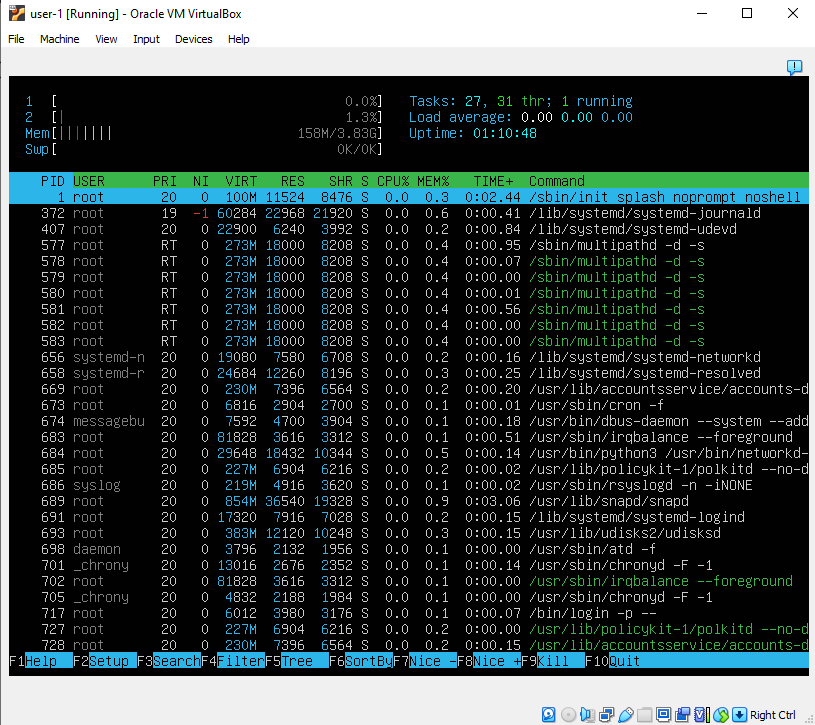 user-1 [Running] - Oracle VM VirtualBox
File Machine View Input Devices Help
1 [ 0.0%] Tasks: 27, 31 thr; 1 running
2 [| 1.3%] Load average: 0.00 0.00 0.00
Mem[||||||| 158M/3.83G] Uptime: 01:10:48
Swp[ 0K/0K]
PID USER PRI NI VIRT RES SHR S CPU% MEM% TIME+ Command
1 root 20 0 100M 11524 8476 S 0.0 0.3 0:02.44 /sbin/init splash noprompt noshell
372 root 19 -1 60284 22968 21920 S 0.0 0.6 0:00.41 /lib/systemd/systemd-journald
407 root 20 0 22900 6240 3992 S 0.0 0.2 0:00.84 /lib/systemd/systemd-udevd
577 root RT 0 273M 18000 8208 S 0.0 0.4 0:00.95 /sbin/multipathd -d -s
578 root RT 0 273M 18000 8208 S 0.0 0.4 0:00.07 /sbin/multipathd -d -s
579 root RT 0 273M 18000 8208 S 0.0 0.4 0:00.00 /sbin/multipathd -d -s
580 root RT 0 273M 18000 8208 S 0.0 0.4 0:00.01 /sbin/multipathd -d -s
581 root RT 0 273M 18000 8208 S 0.0 0.4 0:00.56 /sbin/multipathd -d -s
582 root RT 0 273M 18000 8208 S 0.0 0.4 0:00.00 /sbin/multipathd -d -s
583 root RT 0 273M 18000 8208 S 0.0 0.4 0:00.00 /sbin/multipathd -d -s
656 systemd-n 20 0 19080 7580 6708 S 0.0 0.2 0:00.16 /lib/systemd/systemd-networkd
658 systemd-r 20 0 24684 12260 8196 S 0.0 0.3 0:00.25 /lib/systemd/systemd-resolved
669 root 20 0 230M 7396 6564 S 0.0 0.2 0:00.20 /usr/lib/accountsservice/accounts-d
673 root 20 0 6816 2904 2700 S 0.0 0.1 0:00.01 /usr/sbin/cron -f
674 messagebu 20 0 7592 4700 3904 S 0.0 0.1 0:00.18 /usr/bin/dbus-daemon --system --add
683 root 20 0 81828 3616 3312 S 0.0 0.1 0:00.51 /usr/sbin/irqbalance --foreground
684 root 20 0 29648 18432 10344 S 0.0 0.5 0:00.14 /usr/bin/python3 /usr/bin/networkd-
685 root 20 0 227M 6904 6216 S 0.0 0.2 0:00.02 /usr/lib/policykit-1/polkitd --no-d
686 syslog 20 0 219M 4916 3620 S 0.0 0.1 0:00.02 /usr/sbin/rsyslogd -n -iNONE
689 root 20 0 854M 36540 19328 S 0.0 0.9 0:03.06 /usr/lib/snapd/snapd
691 root 20 0 17320 7916 7028 S 0.0 0.2 0:00.15 /lib/systemd/systemd-logind
693 root 20 0 383M 12120 10248 S 0.0 0.3 0:00.15 /usr/lib/udisks2/udisksd
698 daemon 20 0 3796 2132 1956 S 0.0 0.1 0:00.00 /usr/sbin/atd -f
701 _chrony 20 0 13016 2676 2352 S 0.0 0.1 0:00.14 /usr/sbin/chronyd -F -1
702 root 20 0 81828 3616 3312 S 0.0 0.1 0:00.00 /usr/sbin/irqbalance --foreground
705 _chrony 20 0 4832 2188 1984 S 0.0 0.1 0:00.00 /usr/sbin/chronyd -F -1
717 root 20 0 6012 3980 3176 S 0.0 0.1 0:00.07 /bin/login -p --
727 root 20 0 227M 6904 6216 S 0.0 0.2 0:00.00 /usr/lib/policykit-1/polkitd --no-d
728 root 20 0 230M 7396 6564 S 0.0 0.2 0:00.15 /usr/lib/accountsservice/accounts-d
F1Help F2Setup F3SearchF4FilterF5Tree F6SortByF7Nice -F8Nice +F9Kill F10Quit
Right Ctrl